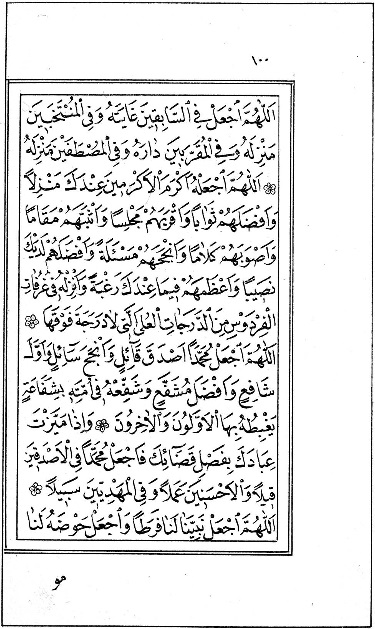 ١٠٠
اَللّٰهُمَّ اجْعَلْ فِي السَّابِقِينَ غَايَتَهُ وَفِي الْمُنْتَخَبِينَ
مَنْزِلَهُ وَفِي الْمُقَرَّبِينَ دَارَهُ وَفِي الْمُصْطَفَيْنَ مَنْزِلَهُ
۞ اَللّٰهُمَّ اجْعَلْهُ اَكْرَمَ الْاَكْرَمِينَ عِنْدَكَ مَنْزِلًا
وَاَفْضَلَهُمْ ثَوَابًا وَاَقْرَبَهُمْ مَجْلِسًا وَاَثْبَتَهُمْ مَقَامًا
وَاَصْوَبَهُمْ كَلَامًا وَاَنْجَحَهُمْ مَسْئَلَةً وَاَفْضَلَهُمْ لَدَيْكَ
نَصِيبًا وَاَعْظَمَهُمْ فِيمَا عِنْدَكَ رَغْبَةً وَاَنْزِلْهُ فِي غُرُفَاتِ
الْفِرْدَوْسِ مِنَ الدَّرَجَاتِ الْعُلَى الَّتِي لَا دَرَجَةَ فَوْقَهَا ۞
اَللّٰهُمَّ اجْعَلْ مُحَمَّدًا اَصْدَقَ قَائِلٍ وَاَنْجَحَ سَائِلٍ وَاَوَّلَ
شَافِعٍ وَاَفْضَلَ مُشَفَّعٍ وَشَفِّعْهُ فِي اُمَّتِهِ بِشَفَاعَةٍ
يَغْبِطُهُ بِهَا الْاَوَّلُونَ وَالْاٰخِرُونَ ۞ وَاِذَا مَيَّزْتَ
عِبَادَكَ بِفَصْلِ قَضَائِكَ فَاجْعَلْ مُحَمَّدًا فِي الْاَصْدَقِينَ
قِيلًا وَالْاَحْسَنِينَ عَمَلًا وَفِي الْمَهْدِيِّينَ سَبِيلًا ۞
اَللّٰهُمَّ اجْعَلْ نَبِيَّنَا لَنَا فَرَطًا وَاجْعَلْ حَوْضَهُ لَنَا
مو